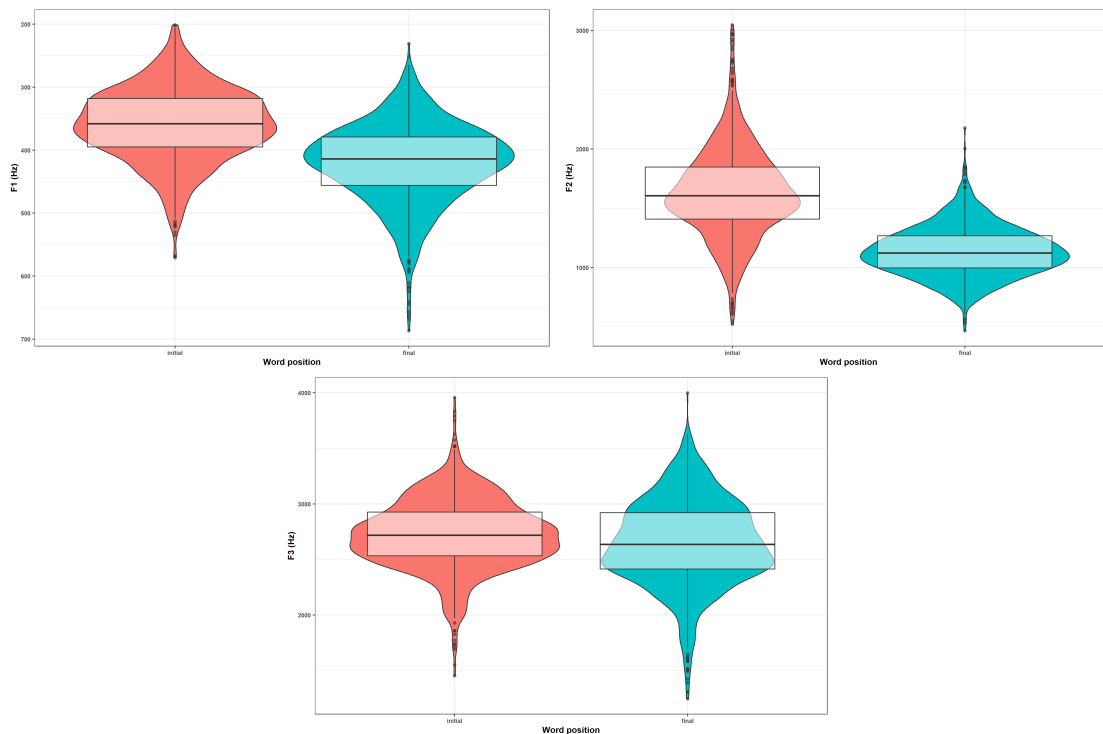 200
300
400
500
600
700
F1 (Hz)
initial
final
Word position
3000
2000
1000
F2 (Hz)
initial
final
Word position
4000
3000
2000
F3 (Hz)
initial
final
Word position